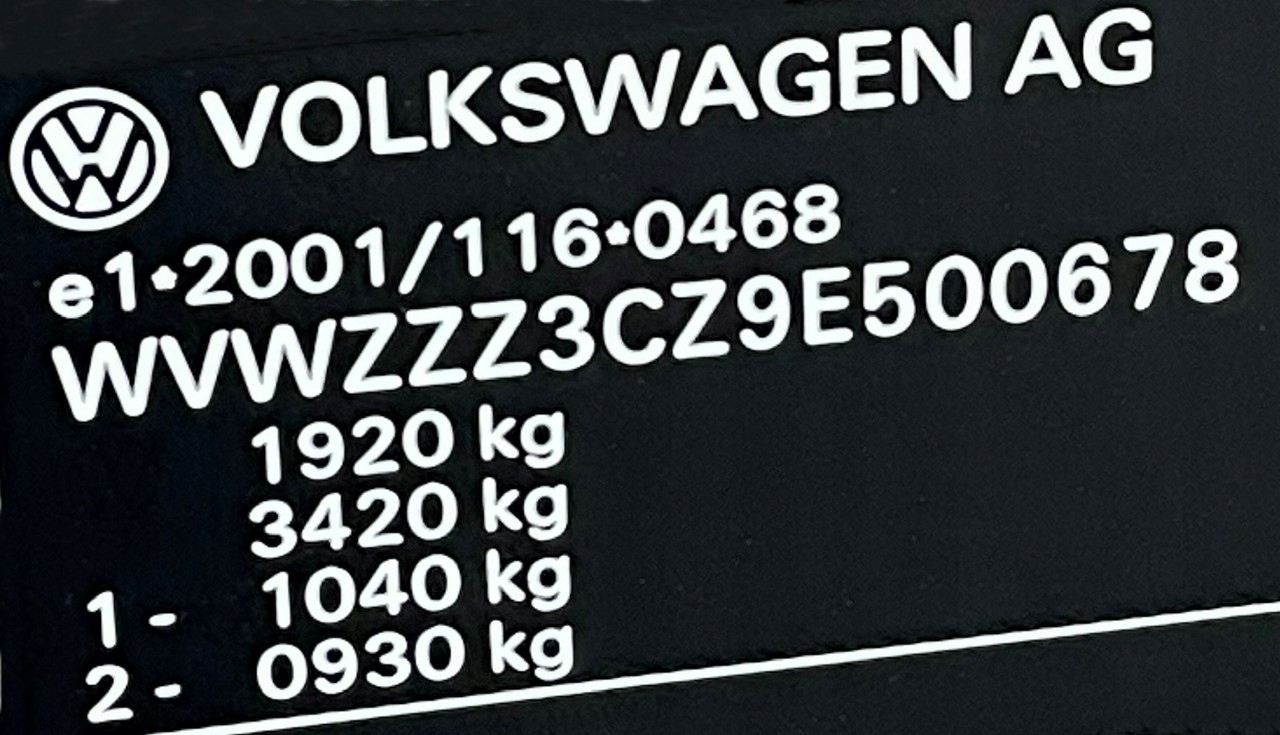 VOLKSWAGEN AG
e1*2001/116*0468
WVWZZZ3CZ9E500678
1920 kg
3420 kg
1 - 1040 kg
2 - 0930 kg